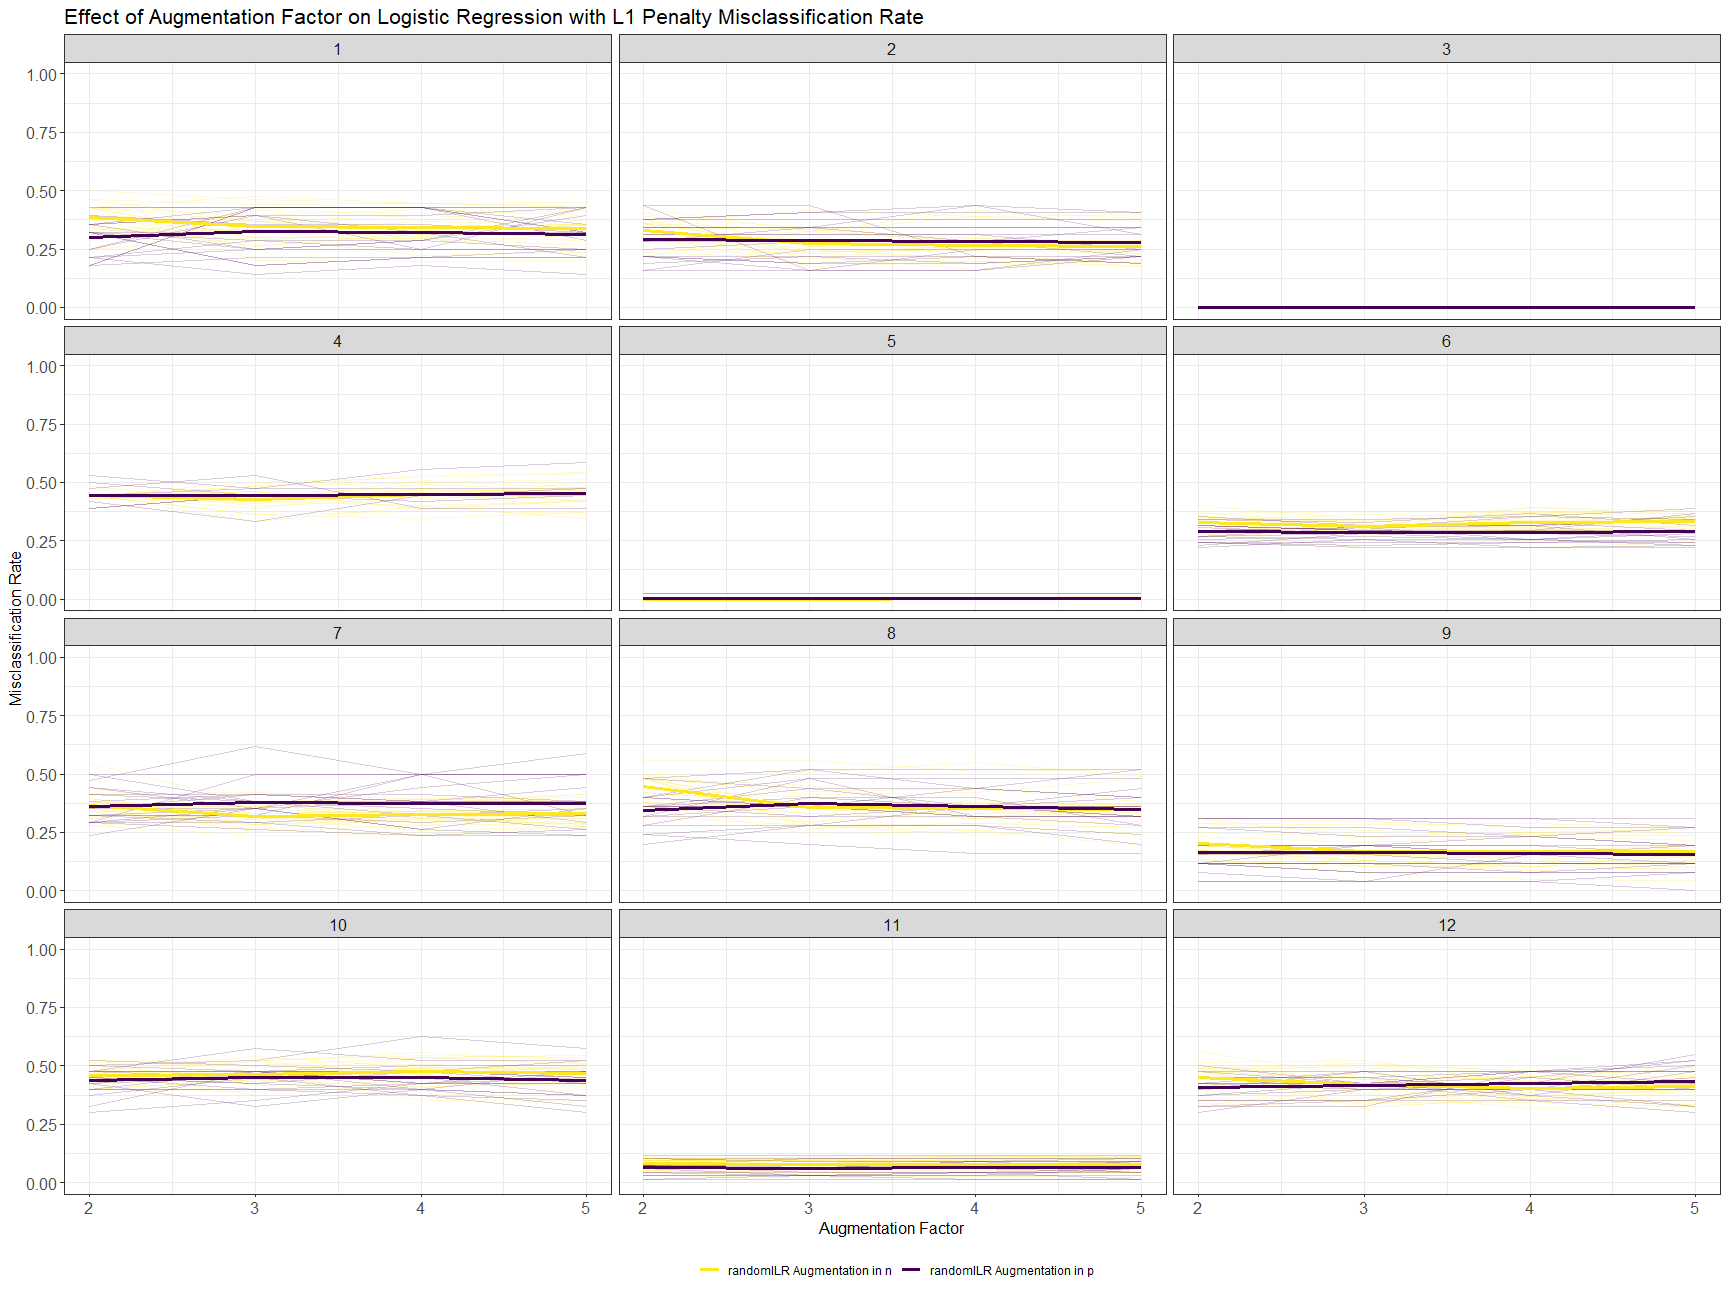 Effect of Augmentation Factor on Logistic Regression with L1 Penalty Misclassification Rate
1 2 3
1.00
0.75
0.50
0.25
0.00
4 5 6
1.00
0.75
0.50
0.25
0.00
Misclassification Rate
7 8 9
1.00
0.75
0.50
0.25
0.00
10 11 12
1.00
0.75
0.50
0.25
0.00
2 3 4 5 2 3 4 5 2 3 4 5
Augmentation Factor
randomILR Augmentation in n randomILR Augmentation in p